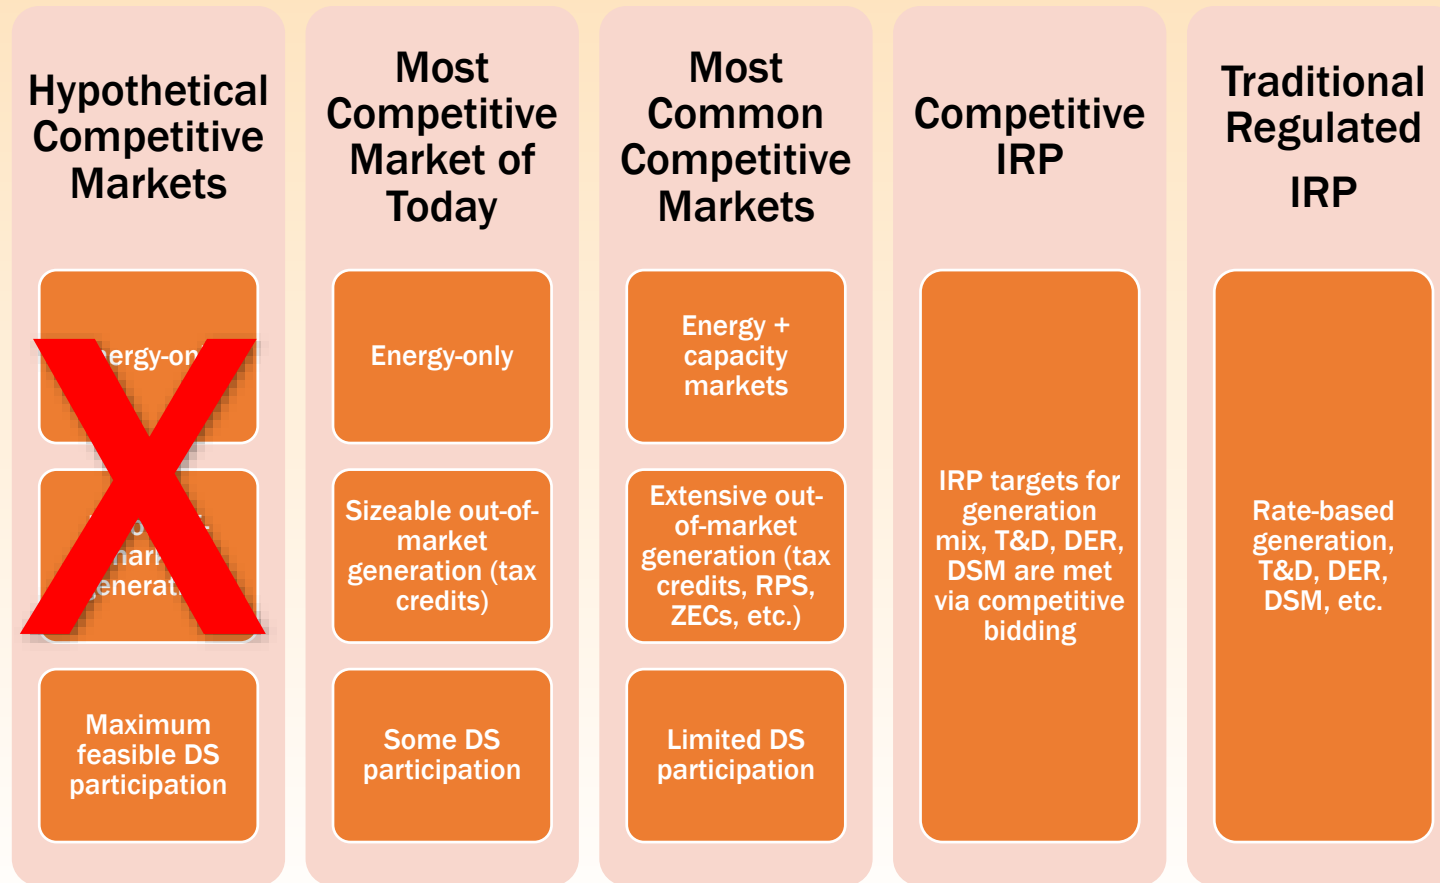 Hypothetical
Competitive
Markets
Maximum
feasible DS
participation
Most
Competitive
Market of
Today
Energy-only
Sizeable out-of-
market
generation (tax
credits)
Some DS
participation
Most
Common
Competitive
Markets
Energy +
capacity
markets
Extensive out-
of-market
generation (tax
credits, RPS,
ZECs, etc.)
Limited DS
participation
Competitive
IRP
IRP targets for
generation
mix, T&D, DER,
DSM are met
via competitive
bidding
Traditional
Regulated
IRP
Rate-based
generation,
T&D, DER,
DSM, etc.